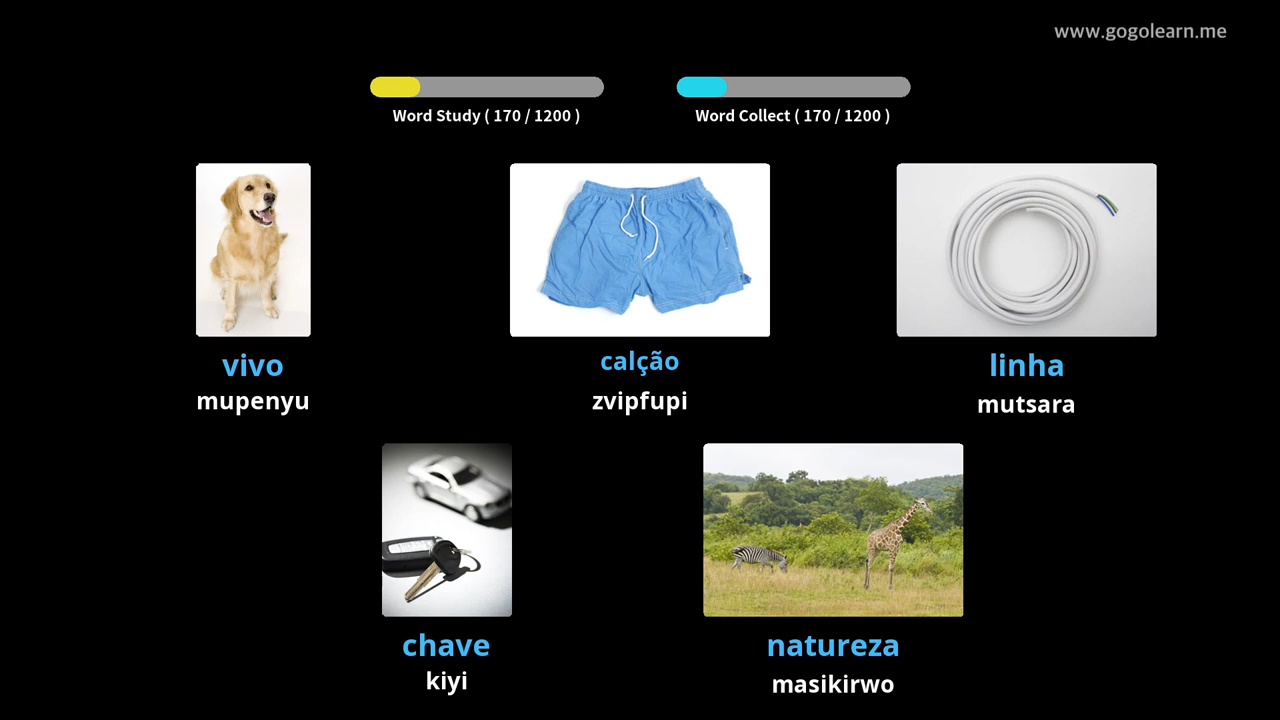 www.gogolearn.me
Word Study ( 170 / 1200 )
Word Collect ( 170 / 1200 )
vivo
mupenyu
calção
zvipfupi
linha
mutsara
chave
kiyi
natureza
masikirwo